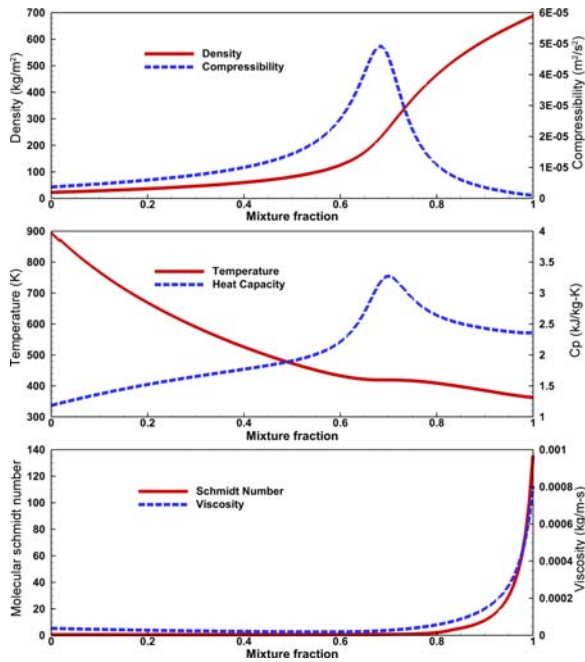 700
600
500
400
300
200
100
0
Density (kg/m²)
Density
Compressibility
6E-05
5E-05
4E-05
3E-05
2E-05
1E-05
0
Compressibility (m²/s²)
0 0.2 0.4 0.6 0.8 1
Mixture fraction
900
800
700
600
500
400
300
Temperature (K)
Temperature
Heat Capacity
4
3.5
3
2.5
2
1.5
1
Cp (kJ/kg-K)
0 0.2 0.4 0.6 0.8 1
Mixture fraction
140
120
100
80
60
40
20
0
Molecular schmidt number
Schmidt Number
Viscosity
0.001
0.0008
0.0006
0.0004
0.0002
0
Viscosity (kg/m-s)
0 0.2 0.4 0.6 0.8 1
Mixture fraction